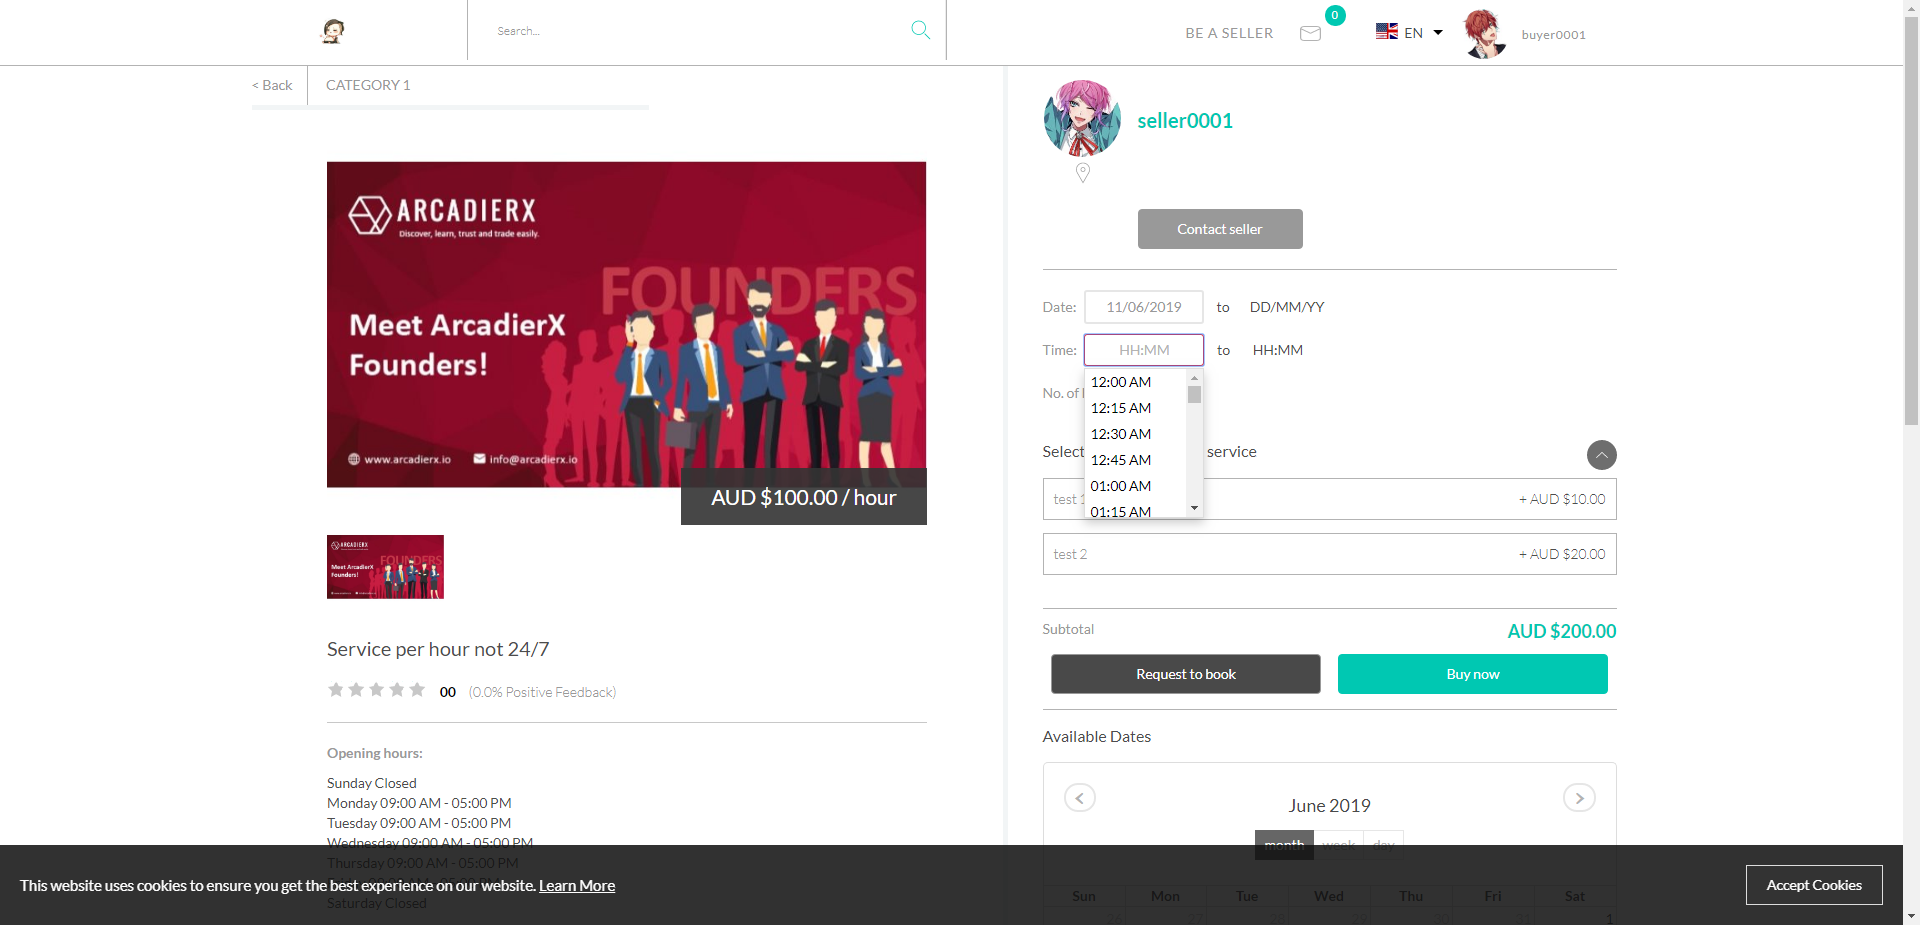 Search...
BE A SELLER
0
EN
buyer0001
< Back
CATEGORY 1
ARCADIERX
Discover, learn, trust and trade easily.
FOUNDERS
Meet ArcadierX
Founders!
www.arcadierx.io
info@arcadierx.io
AUD $100.00 / hour
ARCADIERX
FOUNDERS
Meet ArcadierX
Founders!
Service per hour not 24/7
00 (0.0% Positive Feedback)
Opening hours:
Sunday Closed
Monday 09:00 AM - 05:00 PM
Tuesday 09:00 AM - 05:00 PM
Wednesday 09:00 AM - 05:00 PM
Thursday 09:00 AM - 05:00 PM
Saturday Closed
seller0001
Contact seller
Date: 11/06/2019 to DD/MM/YY
Time: HH:MM to HH:MM
12:00 AM
12:15 AM
12:30 AM
12:45 AM
01:00 AM
01:15 AM
No. of
Select service
test + AUD $10.00
test 2 + AUD $20.00
Subtotal AUD $200.00
Request to book
Buy now
Available Dates
June 2019
month week day
Sun Mon Tue Wed Thu Fri Sat
26 27 28 29 30 31 1
This website uses cookies to ensure you get the best experience on our website. Learn More
Accept Cookies